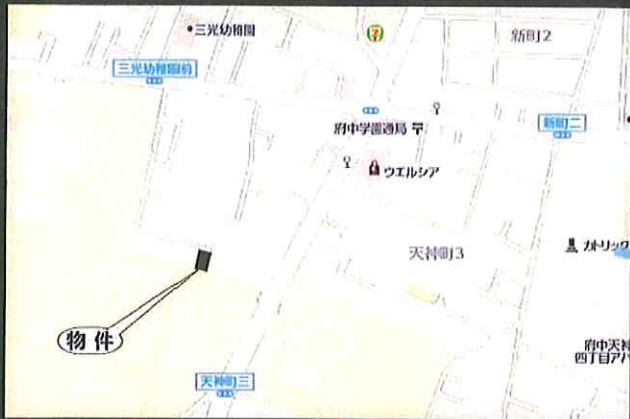 三光幼稚園
7
新町2
三光幼稚園前
府中学園通局
新町二
ウエルシア
天神町3
カトリック
物件
府中天神
四丁目アパ
天神町三